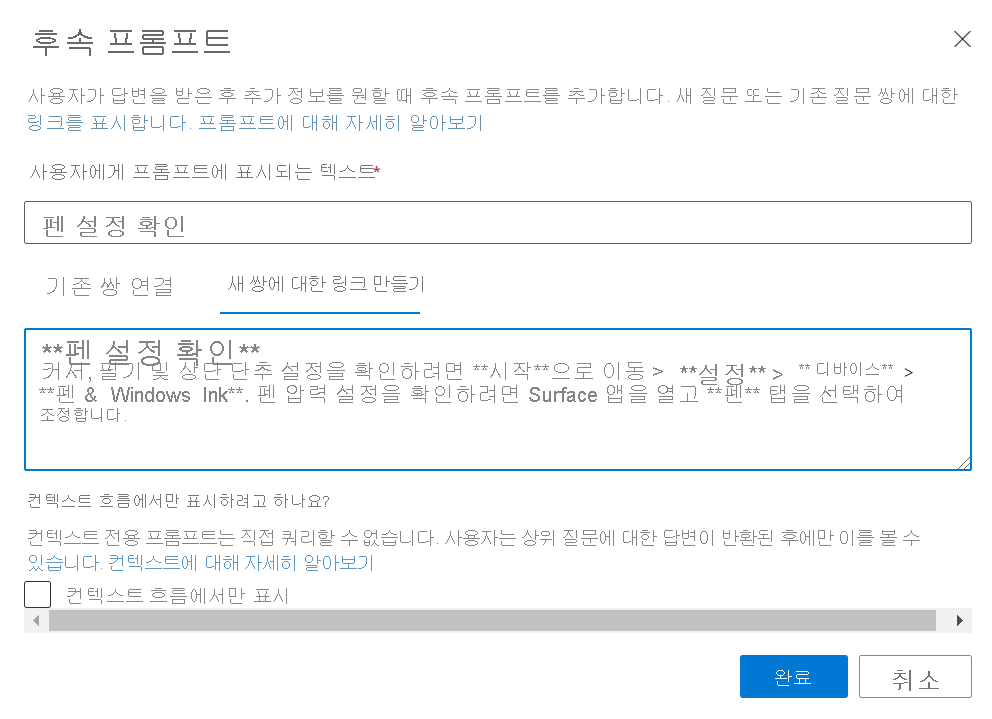 후속 프롬프트
사용자가 답변을 받은 후 추가 정보를 원할 때 후속 프롬프트를 추가합니다. 새 질문 또는 기존 질문 쌍에 대한
링크를 표시합니다. 프롬프트에 대해 자세히 알아보기
사용자에게 프롬프트에 표시되는 텍스트*
펜 설정 확인
기존 쌍 연결 새 쌍에 대한 링크 만들기
**펜 설정 확인**
커서, 필기 및 상단 단추 설정을 확인하려면 **시작**으로 이동 > **설정** > ** 디바이스** >
**펜 & Windows Ink**. 펜 압력 설정을 확인하려면 Surface 앱을 열고 **펜** 탭을 선택하여
조정합니다.
컨텍스트 흐름에서만 표시하려고 하나요?
컨텍스트 전용 프롬프트는 직접 쿼리할 수 없습니다. 사용자는 상위 질문에 대한 답변이 반환된 후에만 이를 볼 수
있습니다. 컨텍스트에 대해 자세히 알아보기
컨텍스트 흐름에서만 표시
완료 취소